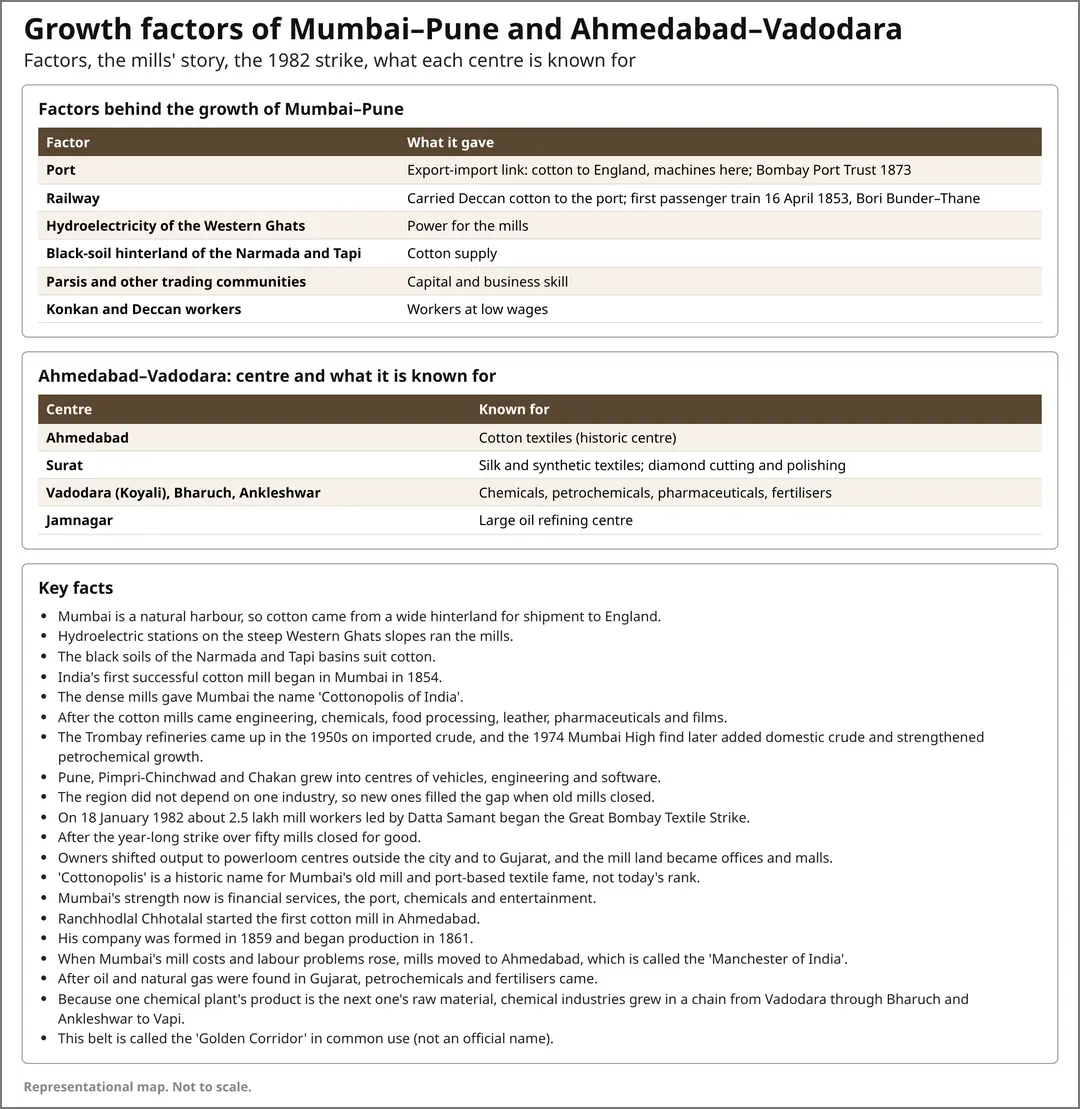 Growth factors of Mumbai–Pune and Ahmedabad–Vadodara
Factors, the mills' story, the 1982 strike, what each centre is known for
Factors behind the growth of Mumbai–Pune
Factor What it gave
Port Export-import link: cotton to England, machines here; Bombay Port Trust 1873
Railway Carried Deccan cotton to the port; first passenger train 16 April 1853, Bori Bunder–Thane
Hydroelectricity of the Western Ghats Power for the mills
Black-soil hinterland of the Narmada and Tapi Cotton supply
Parsis and other trading communities Capital and business skill
Konkan and Deccan workers Workers at low wages
Ahmedabad–Vadodara: centre and what it is known for
Centre Known for
Ahmedabad Cotton textiles (historic centre)
Surat Silk and synthetic textiles; diamond cutting and polishing
Vadodara (Koyali), Bharuch, Ankleshwar Chemicals, petrochemicals, pharmaceuticals, fertilisers
Jamnagar Large oil refining centre
Key facts
• Mumbai is a natural harbour, so cotton came from a wide hinterland for shipment to England.
• Hydroelectric stations on the steep Western Ghats slopes ran the mills.
• The black soils of the Narmada and Tapi basins suit cotton.
• India's first successful cotton mill began in Mumbai in 1854.
• The dense mills gave Mumbai the name 'Cottonopolis of India'.
• After the cotton mills came engineering, chemicals, food processing, leather, pharmaceuticals and films.
• The Trombay refineries came up in the 1950s on imported crude, and the 1974 Mumbai High find later added domestic crude and strengthened
petrochemical growth.
• Pune, Pimpri-Chinchwad and Chakan grew into centres of vehicles, engineering and software.
• The region did not depend on one industry, so new ones filled the gap when old mills closed.
• On 18 January 1982 about 2.5 lakh mill workers led by Datta Samant began the Great Bombay Textile Strike.
• After the year-long strike over fifty mills closed for good.
• Owners shifted output to powerloom centres outside the city and to Gujarat, and the mill land became offices and malls.
• 'Cottonopolis' is a historic name for Mumbai's old mill and port-based textile fame, not today's rank.
• Mumbai's strength now is financial services, the port, chemicals and entertainment.
• Ranchhodlal Chhotalal started the first cotton mill in Ahmedabad.
• His company was formed in 1859 and began production in 1861.
• When Mumbai's mill costs and labour problems rose, mills moved to Ahmedabad, which is called the 'Manchester of India'.
• After oil and natural gas were found in Gujarat, petrochemicals and fertilisers came.
• Because one chemical plant's product is the next one's raw material, chemical industries grew in a chain from Vadodara through Bharuch and
Ankleshwar to Vapi.
• This belt is called the 'Golden Corridor' in common use (not an official name).
Representational map. Not to scale.